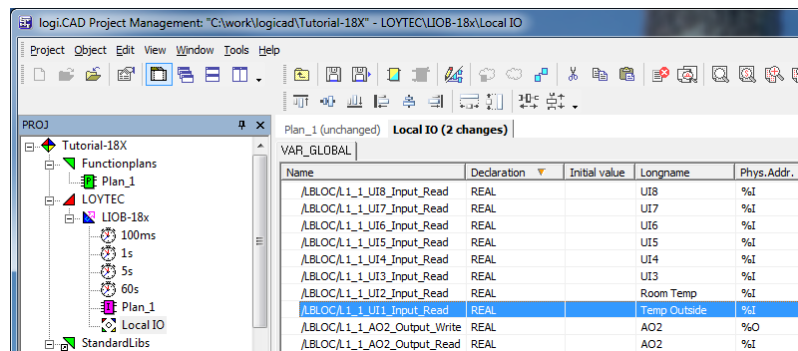 logi.CAD Project Management: "C:\work\logicad\Tutorial-18X" - LOYTEC\LIOB-18x\Local IO
Project Object Edit View Window Tools Help
PROJ
Plan_1 (unchanged) Local IO (2 changes)
Tutorial-18X
VAR_GLOBAL
Functionplans
Plan_1
LOYTEC
LIOB-18x
100ms
1s
5s
60s
Plan_1
Local IO
StandardLibs
Name Declaration Initial value Longname Phys.Addr.
/LBLOC/L1_1_UI8_Input_Read REAL UI8 %I
/LBLOC/L1_1_UI7_Input_Read REAL UI7 %I
/LBLOC/L1_1_UI6_Input_Read REAL UI6 %I
/LBLOC/L1_1_UI5_Input_Read REAL UI5 %I
/LBLOC/L1_1_UI4_Input_Read REAL UI4 %I
/LBLOC/L1_1_UI3_Input_Read REAL UI3 %I
/LBLOC/L1_1_UI2_Input_Read REAL Room Temp %I
/LBLOC/L1_1_UI1_Input_Read REAL Temp Outside %I
/LBLOC/L1_1_AO2_Output_Write REAL AO2 %O
/LBLOC/L1_1_AO2_Output_Read REAL AO2 %I